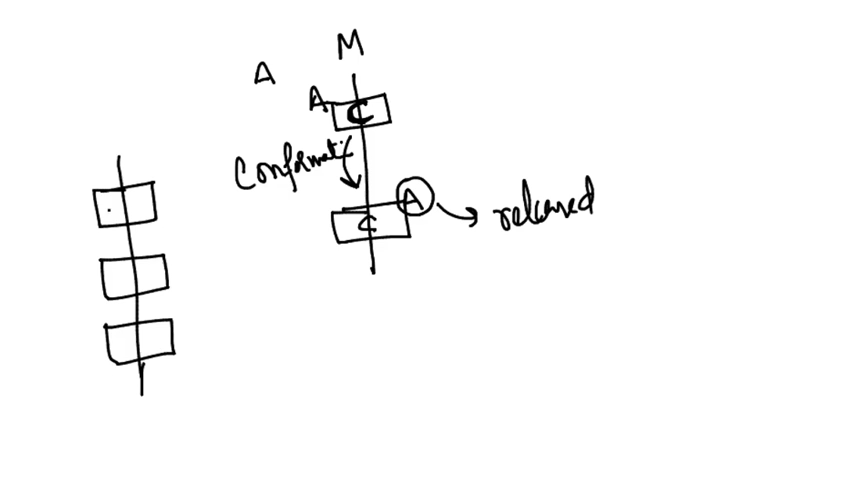 M
A
A C
Conformati
C A
released